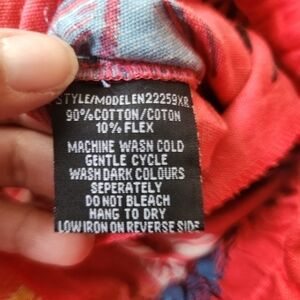 STYLE/MODELEN22259XR
90%COTTON/COTON
10% FLEX
MACHINE WASN COLD
GENTLE CYCLE
WASH DARK COLOURS
SEPERATELY
DO NOT BLEACH
HANG TO DRY
LOW IRON ON REVERSE SIDE